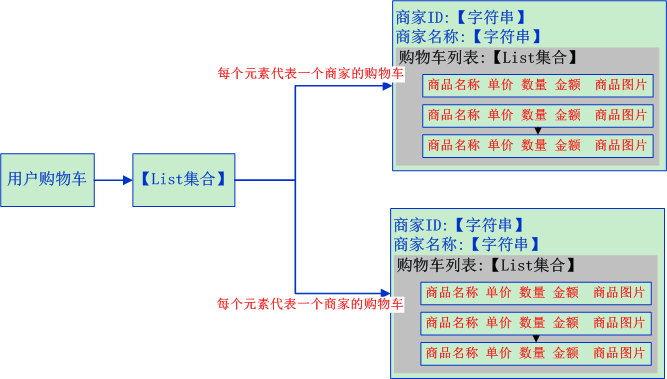 商家ID:【字符串】
商家名称:【字符串】
购物车列表:【List集合】
每个元素代表一个商家的购物车
商品名称 单价 数量 金额 商品图片
商品名称 单价 数量 金额 商品图片
商品名称 单价 数量 金额 商品图片
用户购物车
【List集合】
商家ID:【字符串】
商家名称:【字符串】
购物车列表:【List集合】
商品名称 单价 数量 金额 商品图片
每个元素代表一个商家的购物车
商品名称 单价 数量 金额 商品图片
商品名称 单价 数量 金额 商品图片